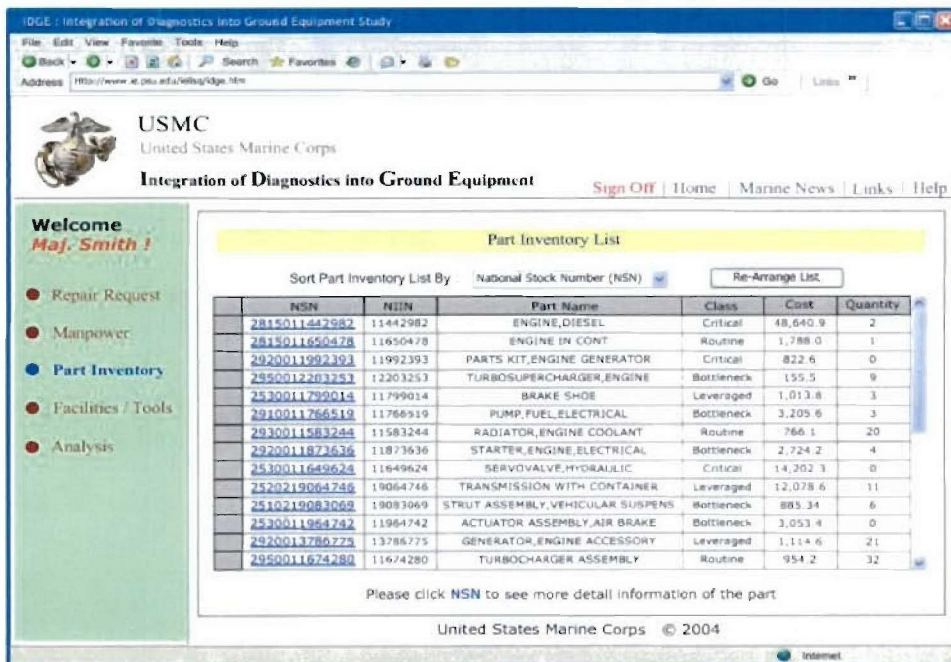 IDGE : Integration of Diagnostics into Ground Equipment Study
File Edit View Favorite Tools Help
Back Search Favorites
Address Http://www.ie.psu.edu/ielisq/idge.htm Go Links »
USMC
United States Marine Corps
Integration of Diagnostics into Ground Equipment
Sign Off | Home | Marine News | Links | Help
Welcome
Maj. Smith !
Repair Request
Manpower
Part Inventory
Facilities / Tools
Analysis
Part Inventory List
Sort Part Inventory List By National Stock Number (NSN) Re-Arrange List
NSN NIIN Part Name Class Cost Quantity
2815011442982 11442982 ENGINE,DIESEL Critical 48,640.9 2
2815011650478 11650478 ENGINE IN CONT Routine 1,788.0 1
2920011992393 11992393 PARTS KIT,ENGINE GENERATOR Critical 822.6 0
2950012203253 12203253 TURBOSUPERCHARGER,ENGINE Bottleneck 155.5 9
2530011799014 11799014 BRAKE SHOE Leveraged 1,013.8 3
2910011766519 11766519 PUMP,FUEL,ELECTRICAL Bottleneck 3,205.6 3
2930011583244 11583244 RADIATOR,ENGINE COOLANT Routine 766.1 20
2920011873636 11873636 STARTER,ENGINE,ELECTRICAL Bottleneck 2,724.2 4
2530011649624 11649624 SERVOVALVE,HYDRAULIC Critical 14,202.3 0
2520219064746 19064746 TRANSMISSION WITH CONTAINER Leveraged 12,078.6 11
2510219083069 19083069 STRUT ASSEMBLY,VEHICULAR SUSPENS Bottleneck 885.34 6
2530011964742 11964742 ACTUATOR ASSEMBLY,AIR BRAKE Bottleneck 3,053.4 0
2920013786775 13786775 GENERATOR,ENGINE ACCESSORY Leveraged 1,114.6 21
2950011674280 11674280 TURBOCHARGER ASSEMBLY Routine 954.2 32
Please click NSN to see more detail information of the part
United States Marine Corps © 2004
Internet